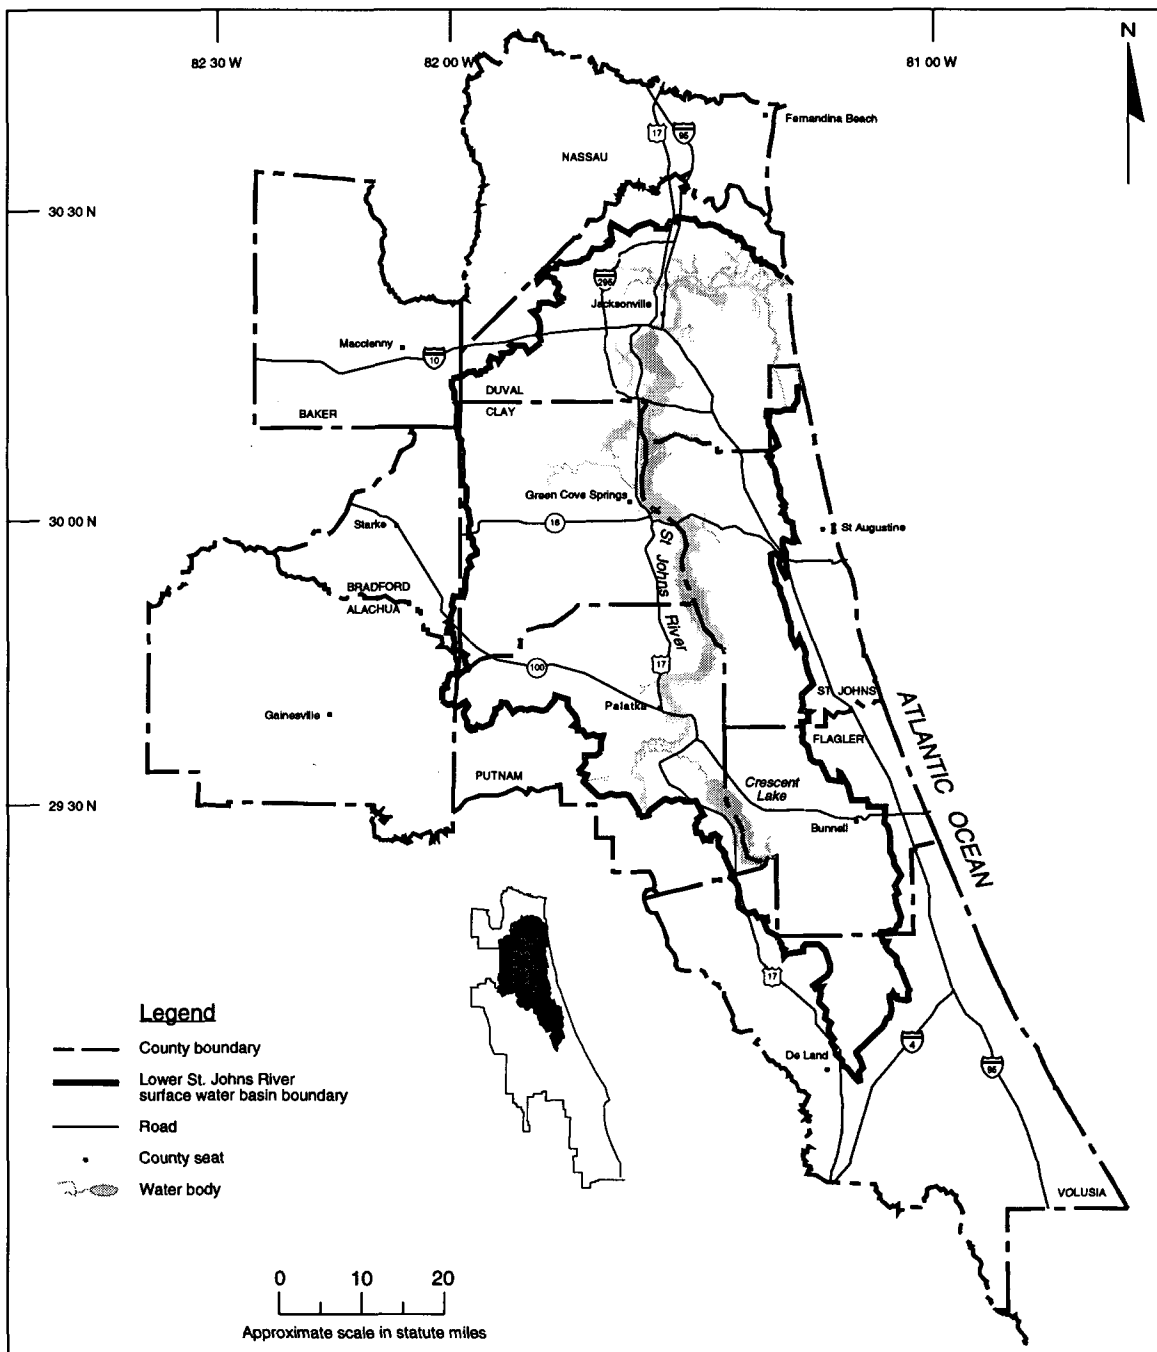 82 30 W
82 00 W
81 00 W
N
17
95
Fernandina Beach
NASSAU
30 30 N
295
Jacksonville
Macclenny
10
DUVAL
CLAY
BAKER
Green Cove Springs
30 00 N
Starke
16
St Augustine
St Johns River
BRADFORD
ALACHUA
100
17
ST. JOHNS
Palatka
Gainesville
FLAGLER
ATLANTIC OCEAN
PUTNAM
Crescent
Lake
29 30 N
Bunnell
17
Legend
County boundary
4
De Land
95
Lower St. Johns River
surface water basin boundary
Road
County seat
Water body
VOLUSIA
0 10 20
Approximate scale in statute miles